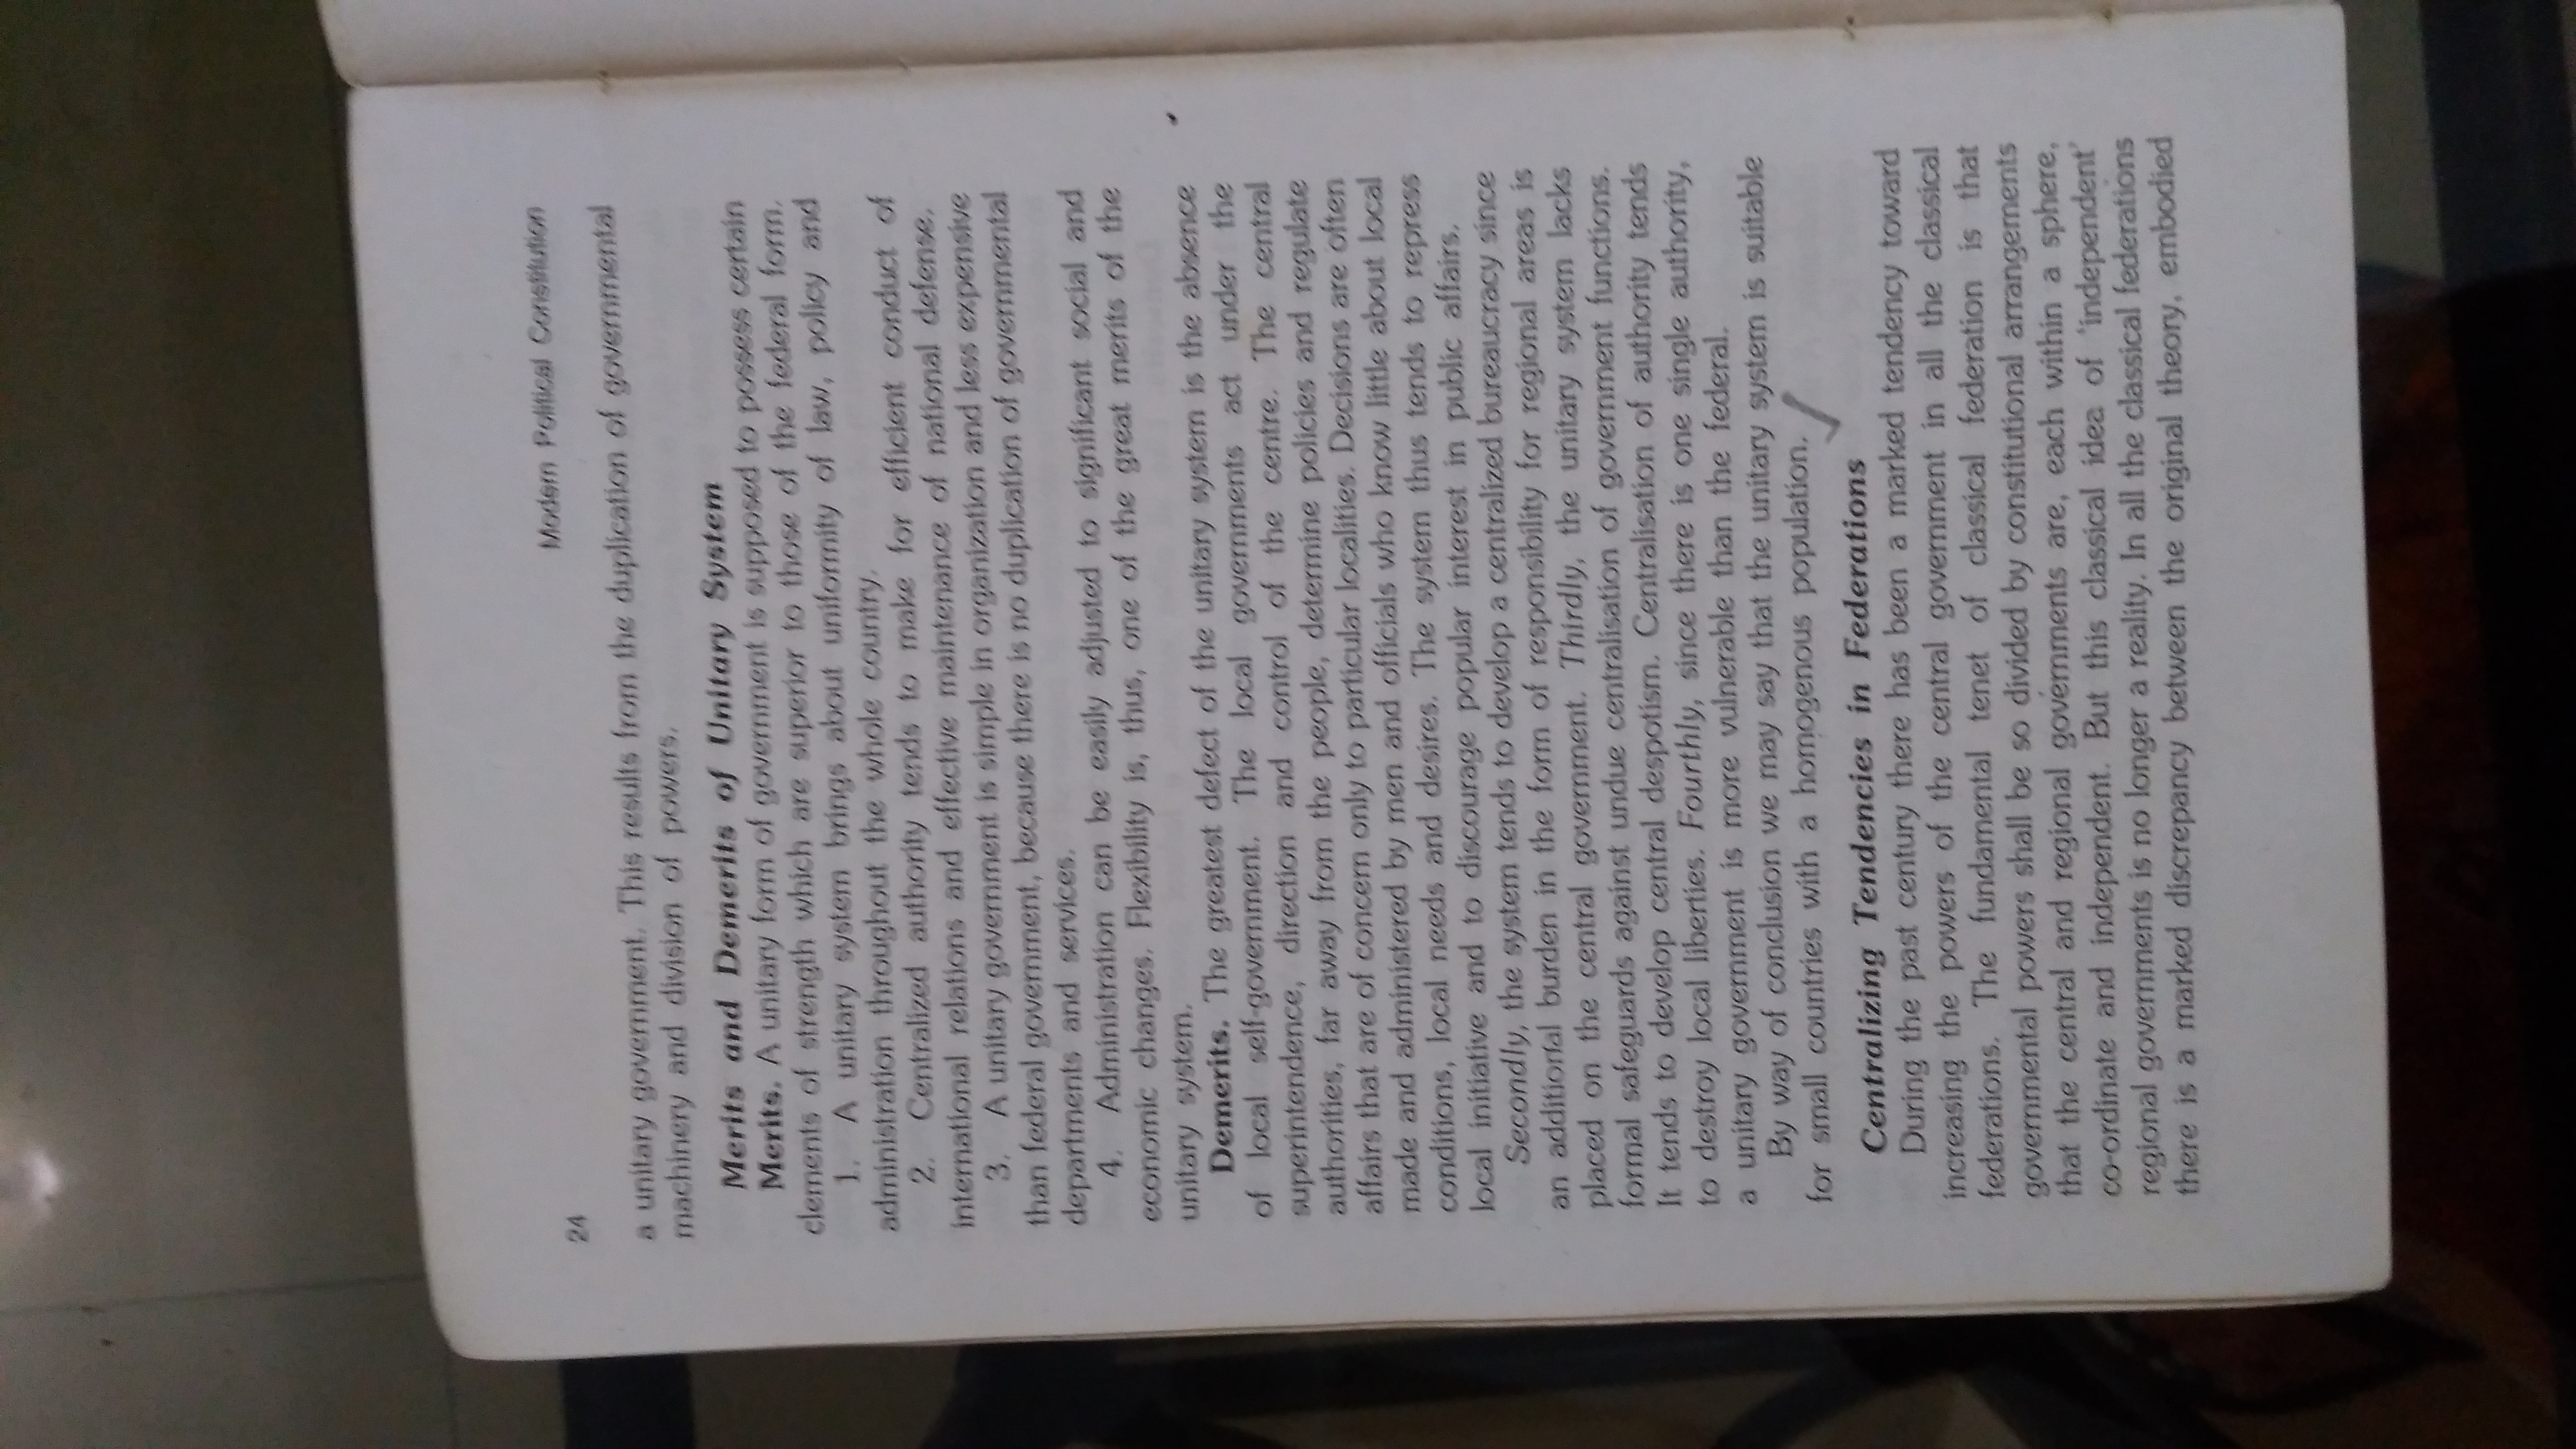 24
Modern Political Constitution
a unitary government. This results from the duplication of governmental
machinery and division of powers.
Merits and Demerits of Unitary System
Merits. A unitary form of government is supposed to possess certain
elements of strength which are superior to those of the federal form.
1. A unitary system brings about uniformity of law, policy and
administration throughout the whole country.
2. Centralized authority tends to make for efficient conduct of
international relations and effective maintenance of national defense.
3. A unitary government is simple in organization and less expensive
than federal government, because there is no duplication of governmental
departments and services.
4. Administration can be easily adjusted to significant social and
economic changes. Flexibility is, thus, one of the great merits of the
unitary system.
Demerits. The greatest defect of the unitary system is the absence
of local self-government. The local governments act under the
superintendence, direction and control of the centre. The central
authorities, far away from the people, determine policies and regulate
affairs that are of concern only to particular localities. Decisions are often
made and administered by men and officials who know little about local
conditions, local needs and desires. The system thus tends to repress
local initiative and to discourage popular interest in public affairs.
Secondly, the system tends to develop a centralized bureaucracy since
an additional burden in the form of responsibility for regional areas is
placed on the central government. Thirdly, the unitary system lacks
formal safeguards against undue centralisation of government functions.
It tends to develop central despotism. Centralisation of authority tends
to destroy local liberties. Fourthly, since there is one single authority,
a unitary government is more vulnerable than the federal.
By way of conclusion we may say that the unitary system is suitable
for small countries with a homogenous population.
Centralizing Tendencies in Federations
During the past century there has been a marked tendency toward
increasing the powers of the central government in all the classical
federations. The fundamental tenet of classical federation is that
governmental powers shall be so divided by constitutional arrangements
that the central and regional governments are, each within a sphere,
co-ordinate and independent. But this classical idea of 'independent'
regional governments is no longer a reality. In all the classical federations
there is a marked discrepancy between the original theory, embodied